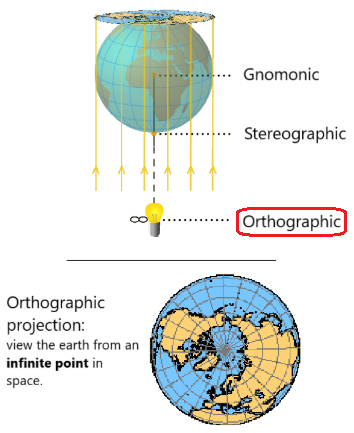 Gnomonic
Stereographic
∞
Orthographic
Orthographic
projection:
view the earth from an
infinite point in
space.